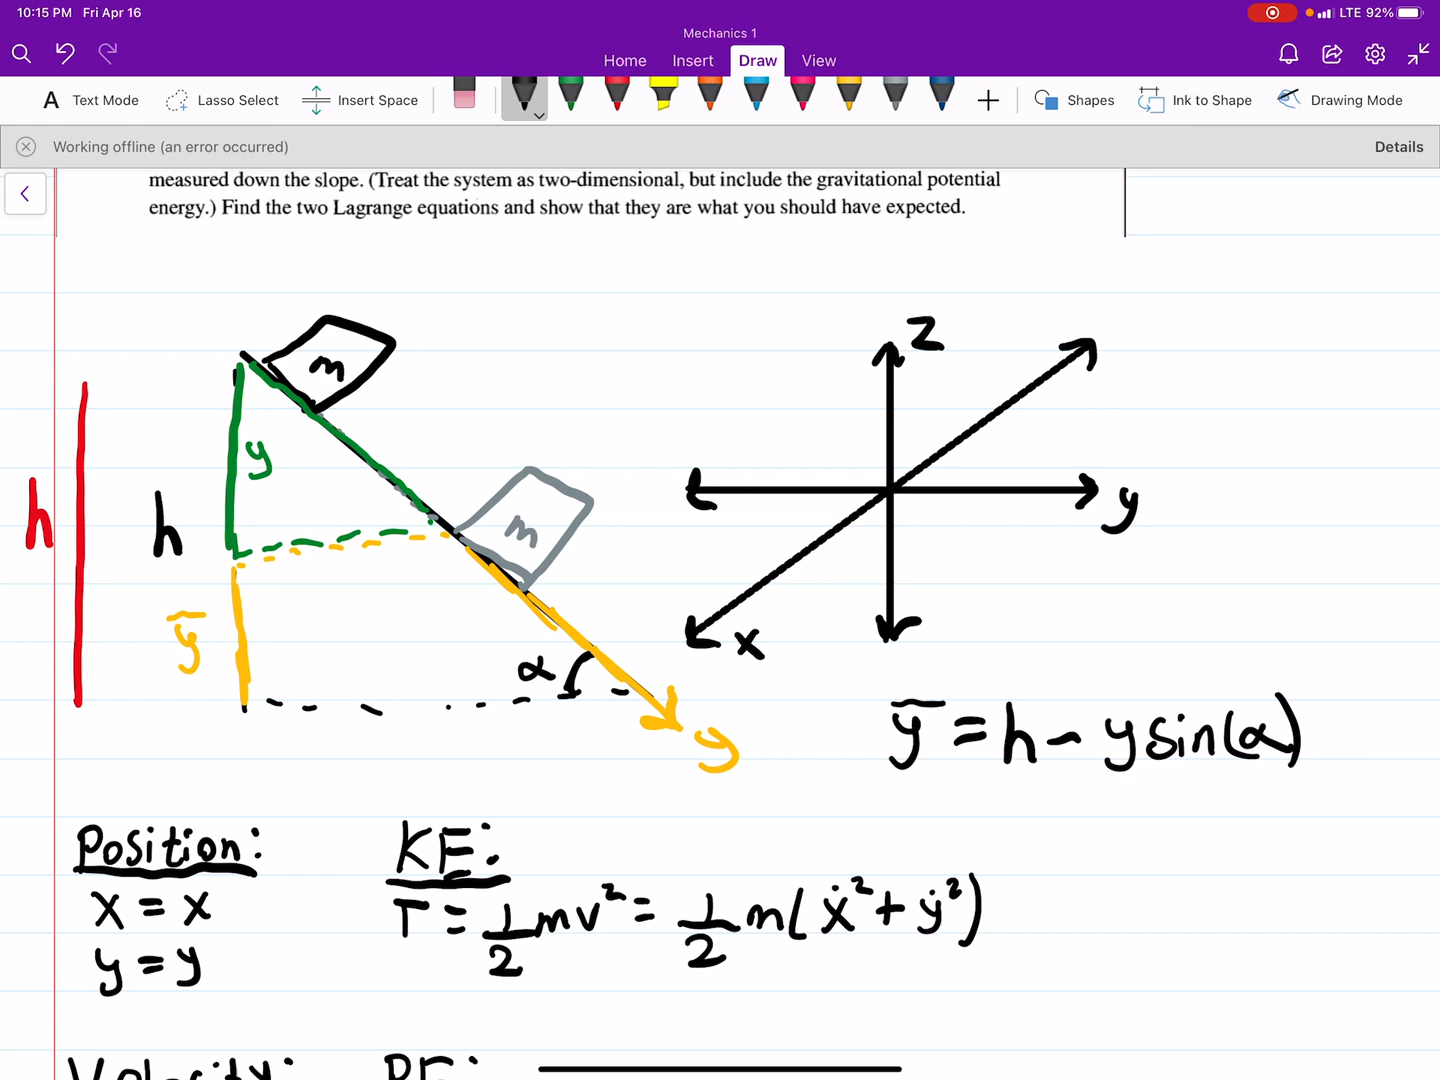 10:15 PM Fri Apr 16
LTE 92%
Mechanics 1
Home Insert Draw View
A Text Mode Lasso Select Insert Space Shapes Ink to Shape Drawing Mode
Working offline (an error occurred) Details
measured down the slope. (Treat the system as two-dimensional, but include the gravitational potential
energy.) Find the two Lagrange equations and show that they are what you should have expected.
z
m
y
h
h
m
y
x
ȳ
α
y
ȳ = h - y sin(α)
Position:
x = x
y = y
KE:
T = 1/2 mv² = 1/2 m(ẋ² + ẏ²)
Velocity:
PE: